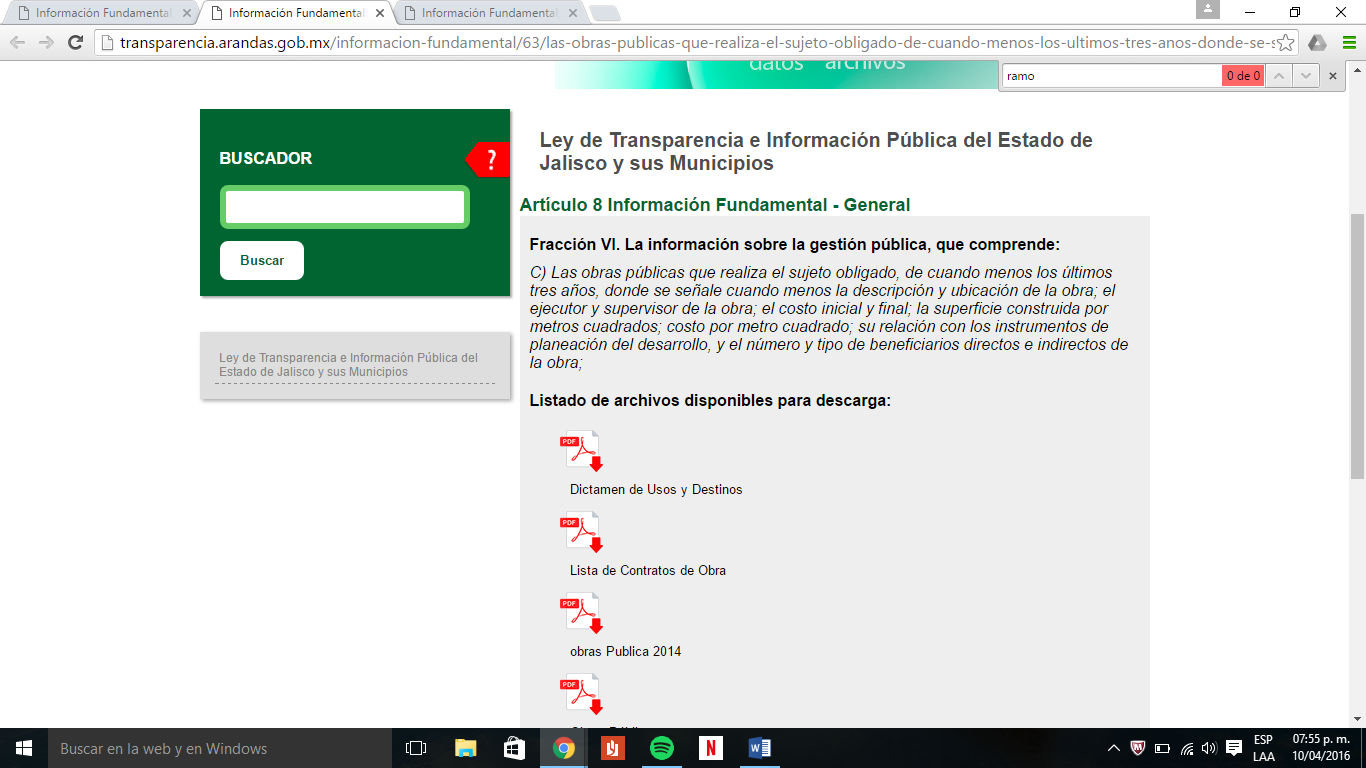 Información Fundamental
Información Fundamental
Información Fundamental
transparencia.arandas.gob.mx/informacion-fundamental/63/las-obras-publicas-que-realiza-el-sujeto-obligado-de-cuando-menos-los-ultimos-tres-anos-donde-se-s
ramo
0 de 0
datos archivos
BUSCADOR
?
Buscar
Ley de Transparencia e Información Pública del
Estado de Jalisco y sus Municipios
Ley de Transparencia e Información Pública del Estado de
Jalisco y sus Municipios
Artículo 8 Información Fundamental - General
Fracción VI. La información sobre la gestión pública, que comprende:
C) Las obras públicas que realiza el sujeto obligado, de cuando menos los últimos
tres años, donde se señale cuando menos la descripción y ubicación de la obra; el
ejecutor y supervisor de la obra; el costo inicial y final; la superficie construida por
metros cuadrados; costo por metro cuadrado; su relación con los instrumentos de
planeación del desarrollo, y el número y tipo de beneficiarios directos e indirectos de
la obra;
Listado de archivos disponibles para descarga:
PDF
Dictamen de Usos y Destinos
PDF
Lista de Contratos de Obra
PDF
obras Publica 2014
PDF
Buscar en la web y en Windows
N
ESP
LAA
07:55 p. m.
10/04/2016